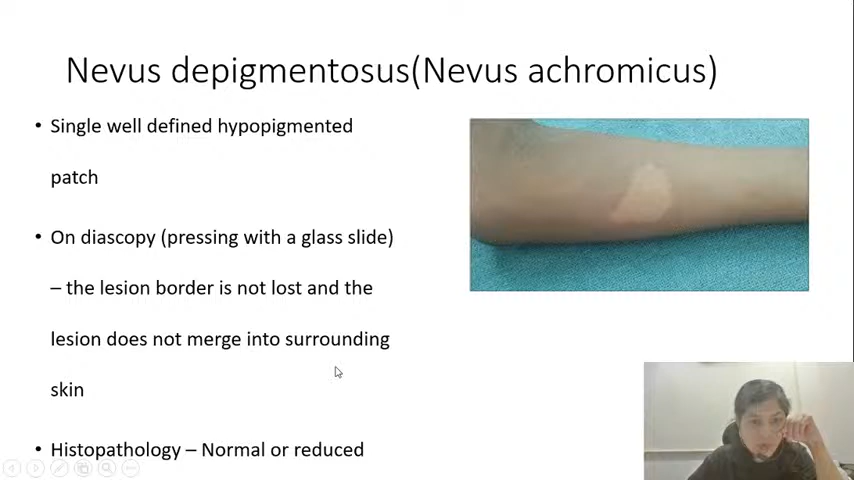 Nevus depigmentosus(Nevus achromicus)
• Single well defined hypopigmented
patch
• On diascopy (pressing with a glass slide)
– the lesion border is not lost and the
lesion does not merge into surrounding
skin
• Histopathology – Normal or reduced